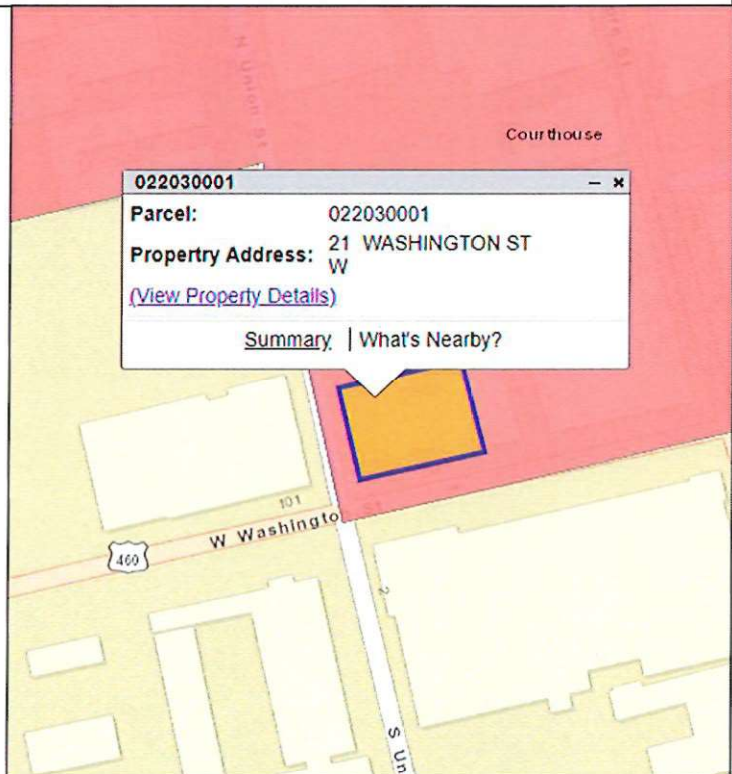 N Union St
Courthouse
022030001 – ×
Parcel: 022030001
Propertry Address: 21 WASHINGTON ST
W
(View Property Details)
Summary | What's Nearby?
101
W Washingto
460
2
S Un